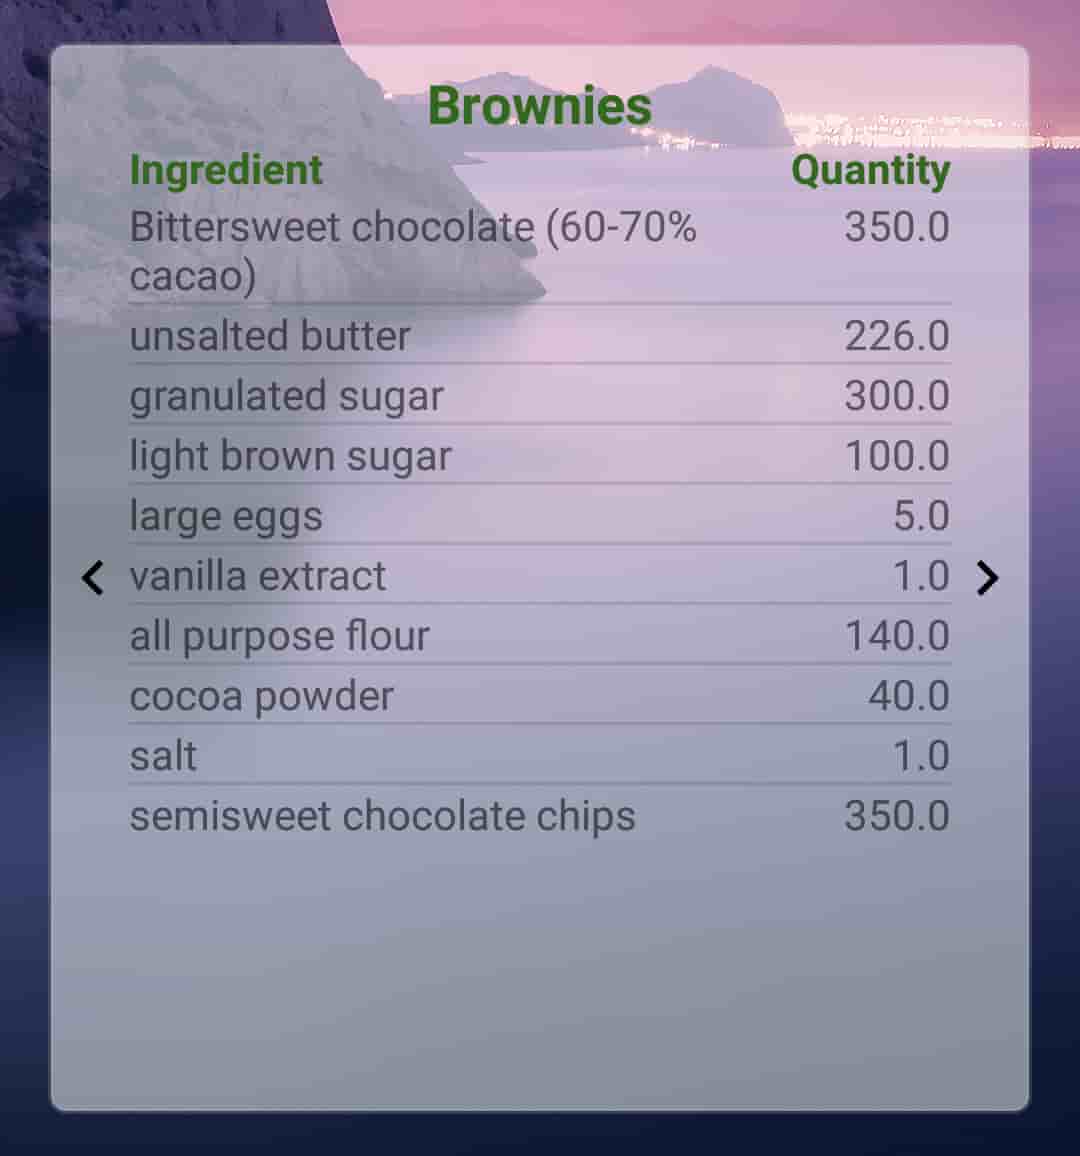 Brownies
Ingredient Quantity
Bittersweet chocolate (60-70% 350.0
cacao)
unsalted butter 226.0
granulated sugar 300.0
light brown sugar 100.0
large eggs 5.0
vanilla extract 1.0
all purpose flour 140.0
cocoa powder 40.0
salt 1.0
semisweet chocolate chips 350.0